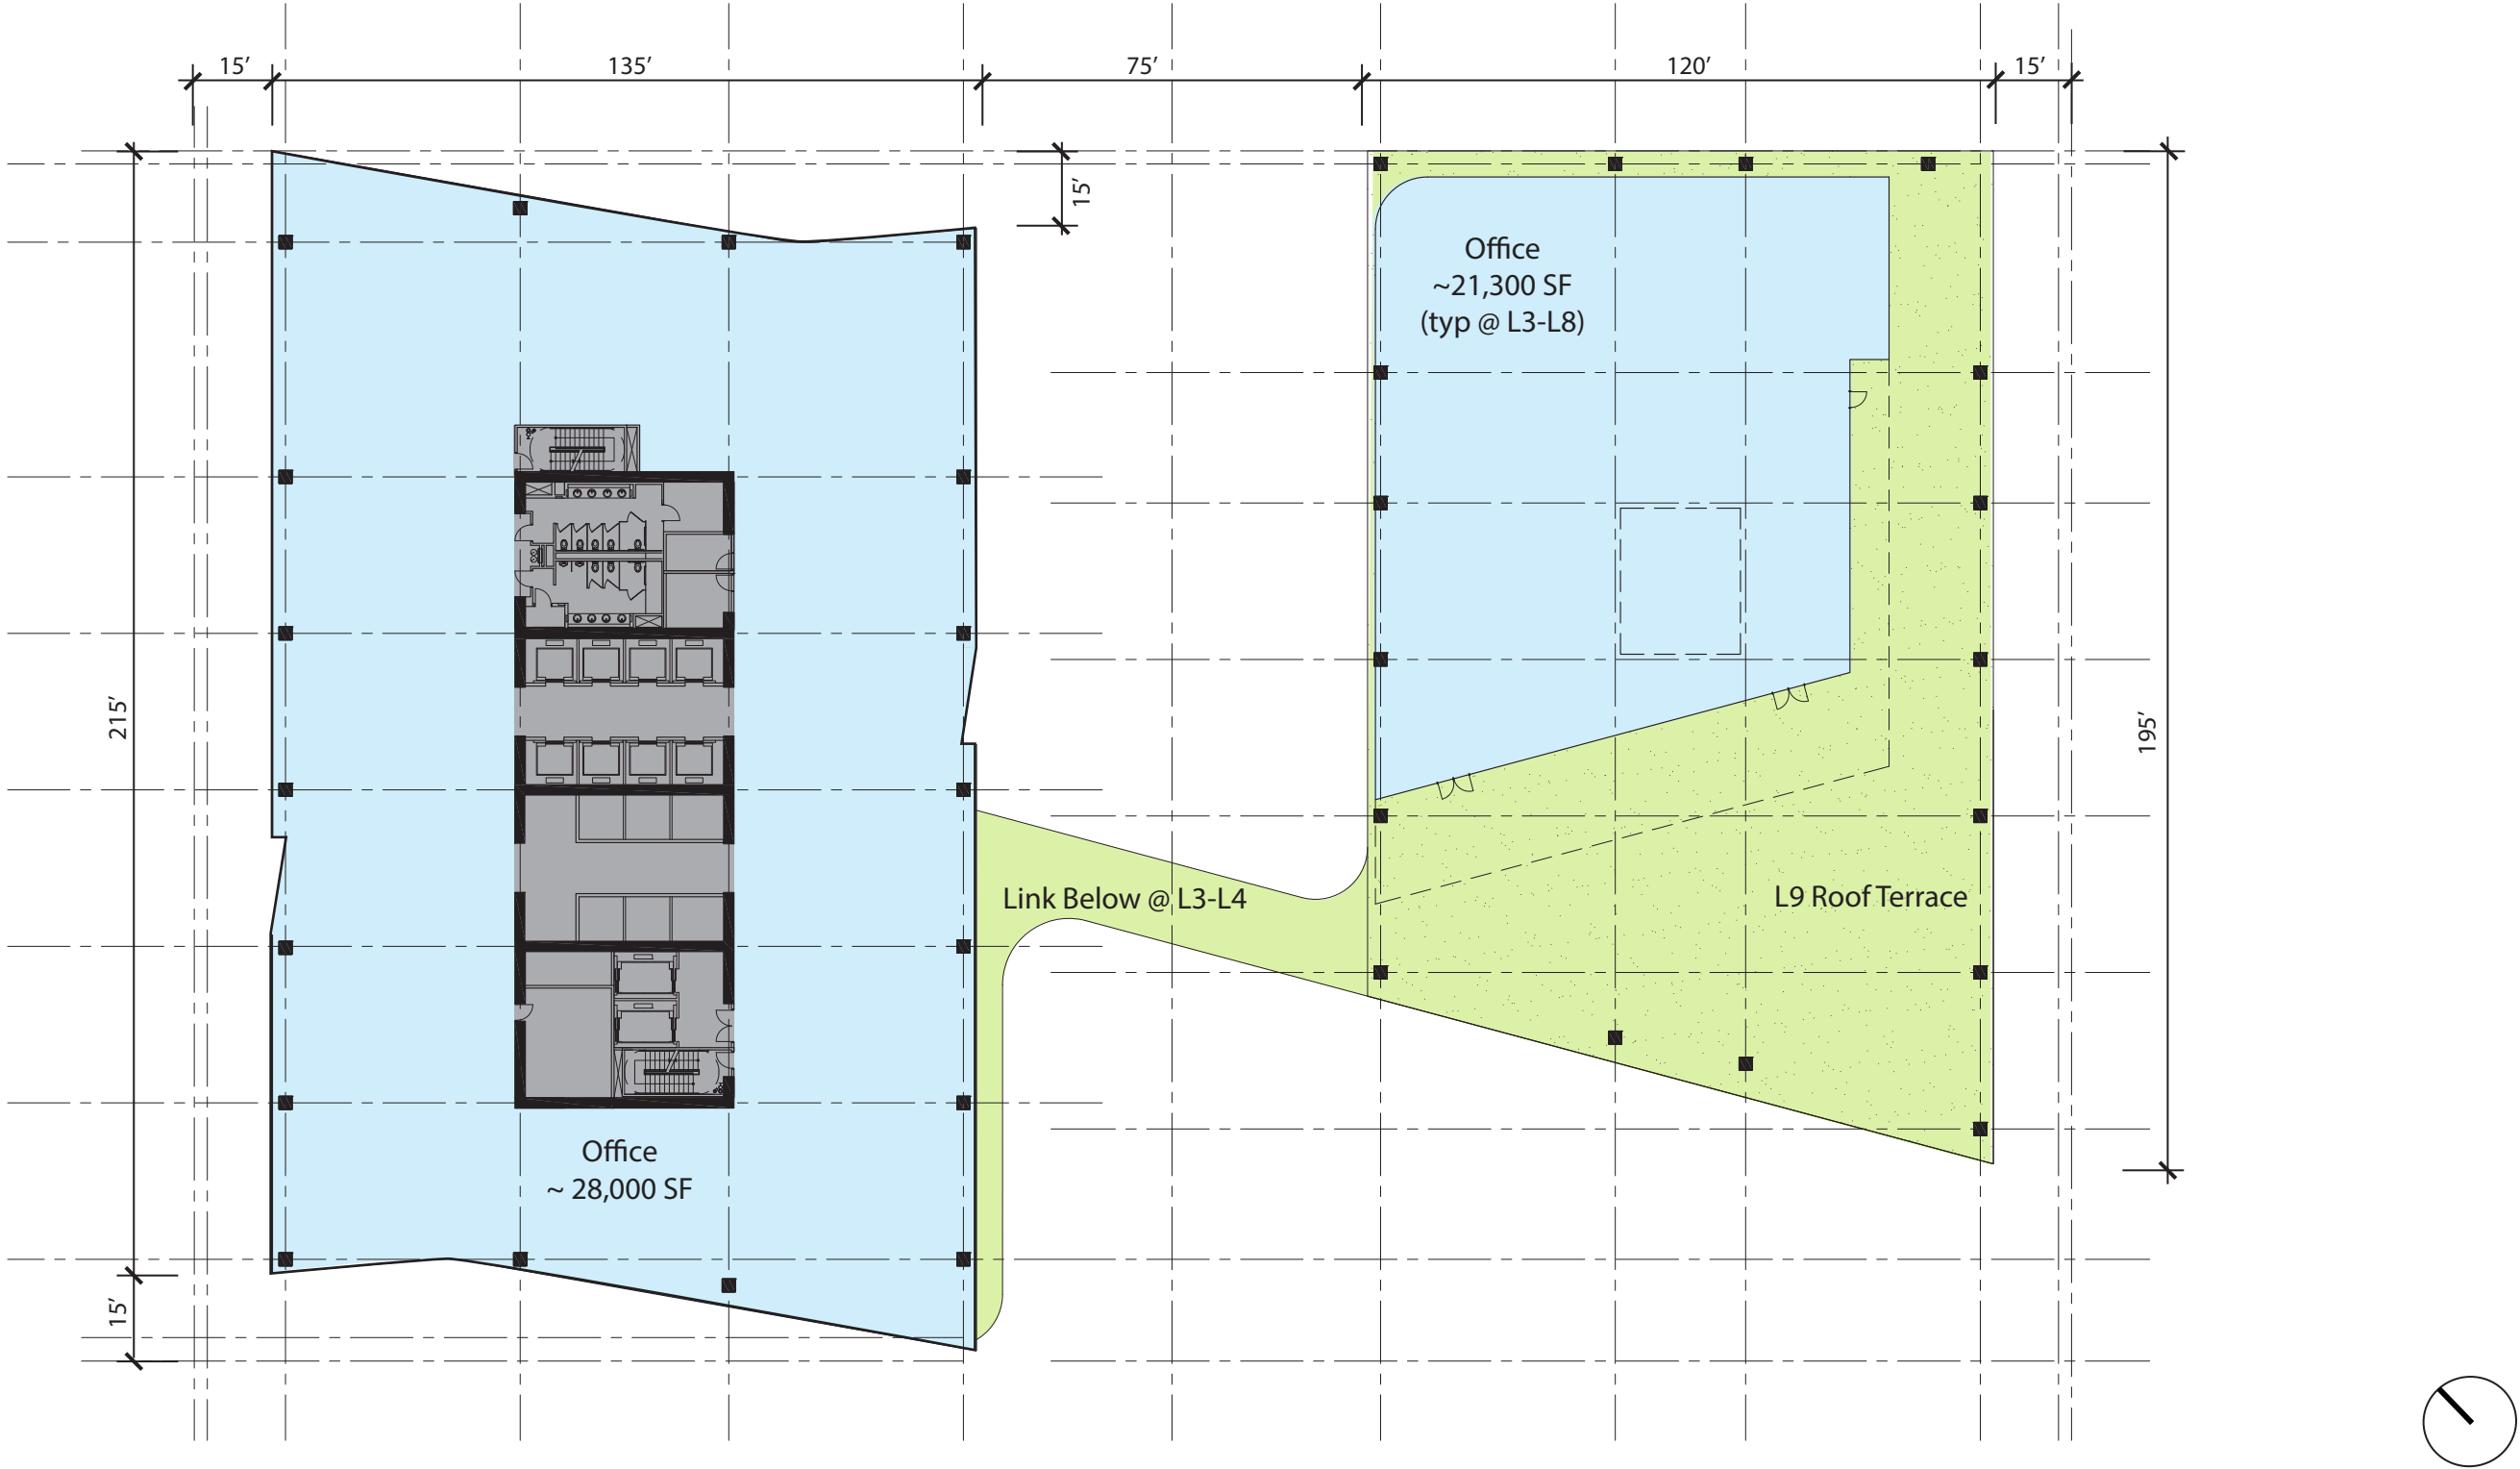 15’
135’
75’
120’
15’
15’
Office
~21,300 SF
(typ @ L3-L8)
215’
195’
Link Below @ L3-L4
L9 Roof Terrace
Office
~ 28,000 SF
15’